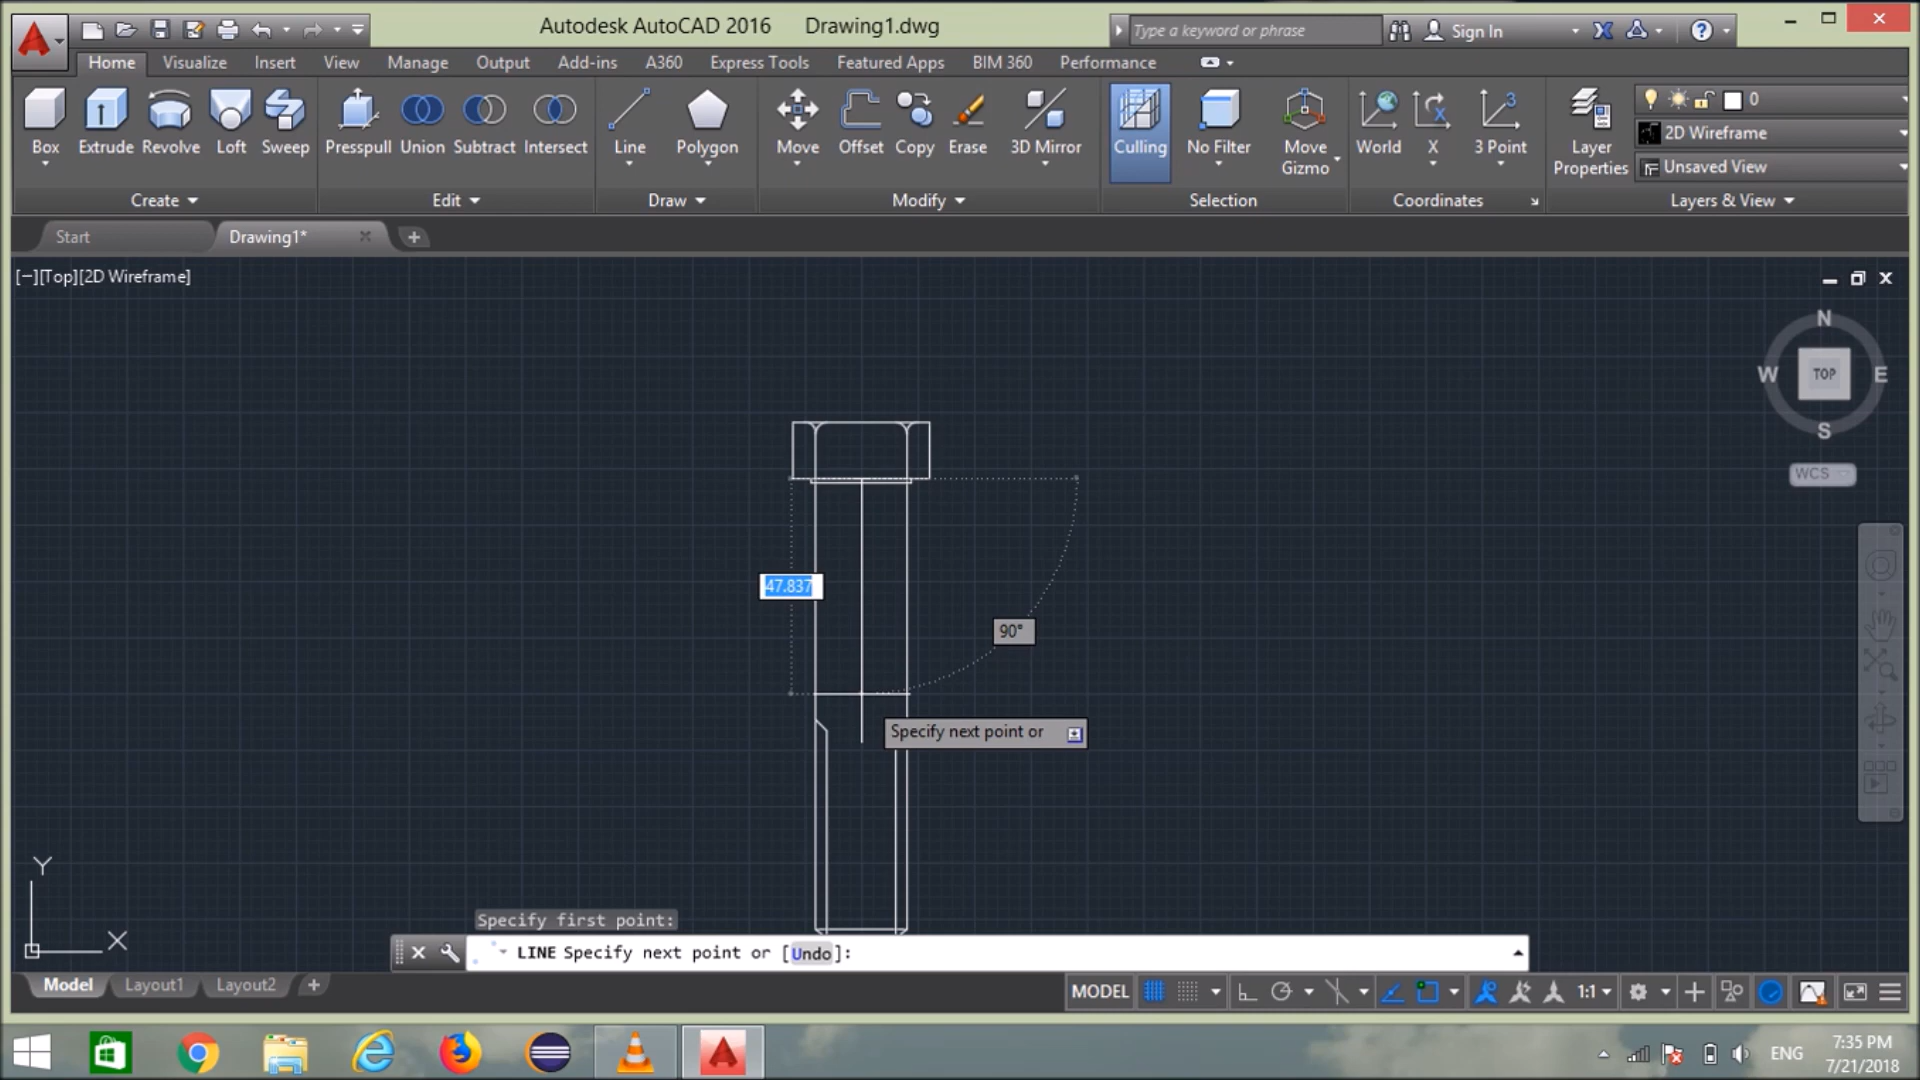 Autodesk AutoCAD 2016 Drawing1.dwg
Type a keyword or phrase
Sign In
Home Visualize Insert View Manage Output Add-ins A360 Express Tools Featured Apps BIM 360 Performance
Box Extrude Revolve Loft Sweep Presspull Union Subtract Intersect Line Polygon Move Offset Copy Erase 3D Mirror Culling No Filter Move Gizmo World X 3 Point Layer Properties
0
2D Wireframe
Unsaved View
Create Edit Draw Modify Selection Coordinates Layers & View
Start Drawing1* +
[−][Top][2D Wireframe]
N
W TOP E
S
WCS
47.837
90°
Specify next point or
Y
X
Specify first point:
LINE Specify next point or [Undo]:
Model Layout1 Layout2 +
MODEL 1:1
ENG
7:35 PM
7/21/2018